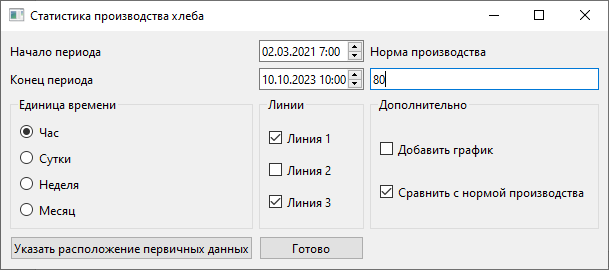 Статистика производства хлеба
Начало периода
02.03.2021 7:00
Норма производства
Конец периода
10.10.2023 10:00
80
Единица времени
Линии
Дополнительно
Час
Сутки
Неделя
Месяц
Линия 1
Линия 2
Линия 3
Добавить график
Сравнить с нормой производства
Указать расположение первичных данных
Готово